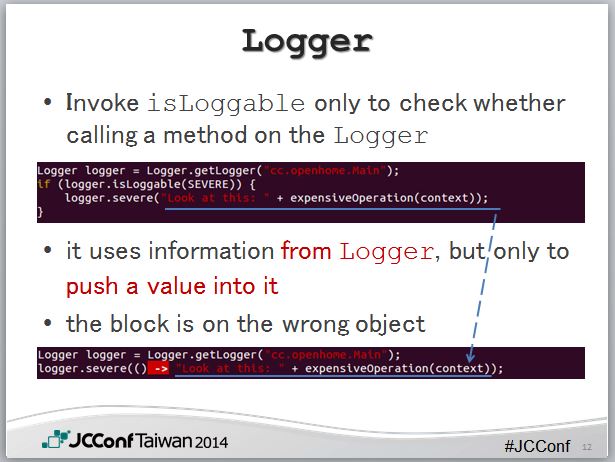 Logger
• Invoke isLoggable only to check whether
calling a method on the Logger
Logger logger = Logger.getLogger("cc.openhome.Main");
if (logger.isLoggable(SEVERE)) {
logger.severe("Look at this: " + expensiveOperation(context));
}
• it uses information from Logger, but only to
push a value into it
• the block is on the wrong object
Logger logger = Logger.getLogger("cc.openhome.Main");
logger.severe(() -> "Look at this: " + expensiveOperation(context));
JCConf Taiwan 2014
#JCConf 12